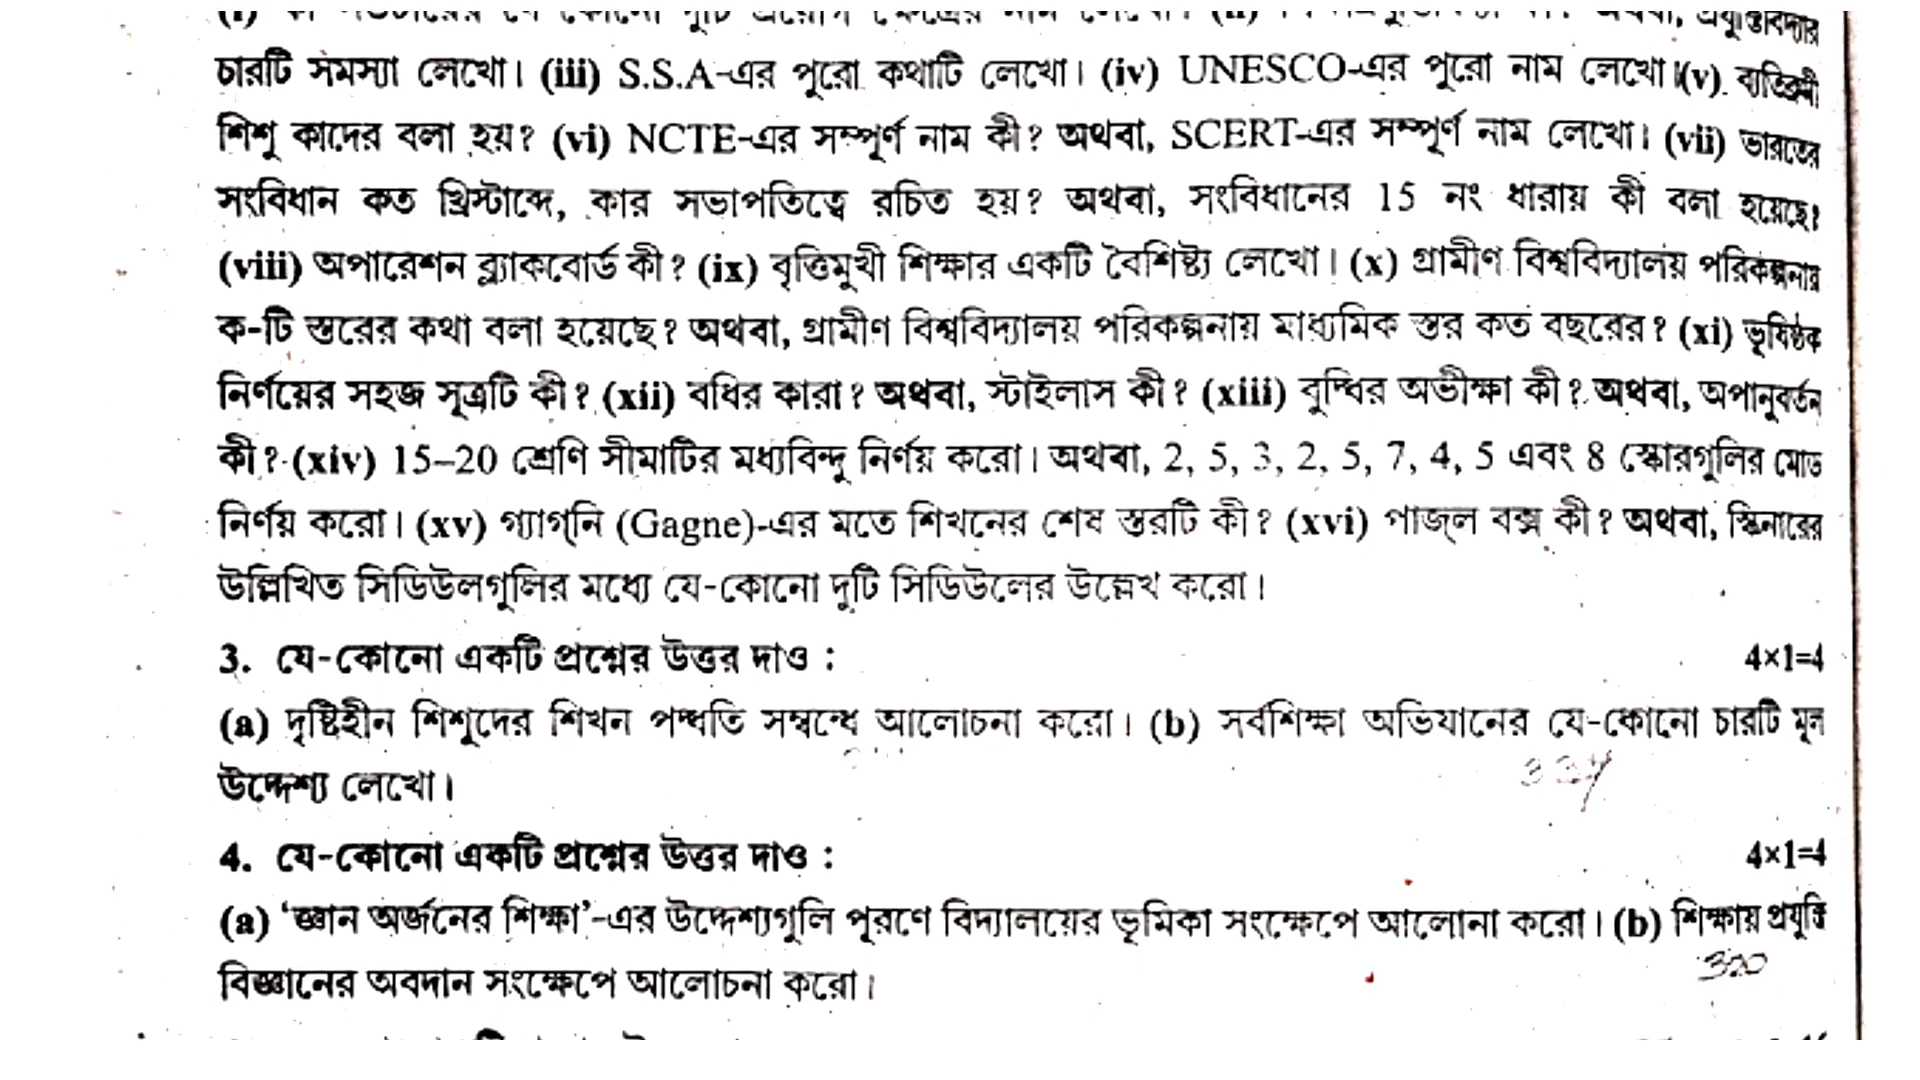 চারটি সমস্যা লেখো। (iii) S.S.A-এর পুরো কথাটি লেখো। (iv) UNESCO-এর পুরো নাম লেখো। (v) ব্যতিক্রমী
শিশু কাদের বলা হয়? (vi) NCTE-এর সম্পূর্ণ নাম কী? অথবা, SCERT-এর সম্পূর্ণ নাম লেখো। (vii) ভারতের
সংবিধান কত খ্রিস্টাব্দে, কার সভাপতিত্বে রচিত হয়? অথবা, সংবিধানের 15 নং ধারায় কী বলা হয়েছে?
(viii) অপারেশন ব্ল্যাকবোর্ড কী? (ix) বৃত্তিমুখী শিক্ষার একটি বৈশিষ্ট্য লেখো। (x) গ্রামীণ বিশ্ববিদ্যালয় পরিকল্পনায়
ক-টি স্তরের কথা বলা হয়েছে? অথবা, গ্রামীণ বিশ্ববিদ্যালয় পরিকল্পনায় মাধ্যমিক স্তর কত বছরের? (xi) ভূযিষ্ঠক
নির্ণয়ের সহজ সূত্রটি কী? (xii) বধির কারা? অথবা, স্টাইলাস কী? (xiii) বুদ্ধির অভীক্ষা কী? অথবা, অপানুবর্তন
কী? (xiv) 15–20 শ্রেণি সীমাটির মধ্যবিন্দু নির্ণয় করো। অথবা, 2, 5, 3, 2, 5, 7, 4, 5 এবং 8 স্কোরগুলির মোড
নির্ণয় করো। (xv) গ্যাগ্‌নি (Gagne)-এর মতে শিখনের শেষ স্তরটি কী? (xvi) পাজ্‌ল বক্স কী? অথবা, স্কিনারের
উল্লিখিত সিডিউলগুলির মধ্যে যে-কোনো দুটি সিডিউলের উল্লেখ করো।
3. যে-কোনো একটি প্রশ্নের উত্তর দাও : 4×1=4
(a) দৃষ্টিহীন শিশুদের শিখন পদ্ধতি সম্বন্ধে আলোচনা করো। (b) সর্বশিক্ষা অভিযানের যে-কোনো চারটি মূল
উদ্দেশ্য লেখো।
4. যে-কোনো একটি প্রশ্নের উত্তর দাও : 4×1=4
(a) ‘জ্ঞান অর্জনের শিক্ষা’-এর উদ্দেশ্যগুলি পূরণে বিদ্যালয়ের ভূমিকা সংক্ষেপে আলোনা করো। (b) শিক্ষায় প্রযুক্তি
320
বিজ্ঞানের অবদান সংক্ষেপে আলোচনা করো।